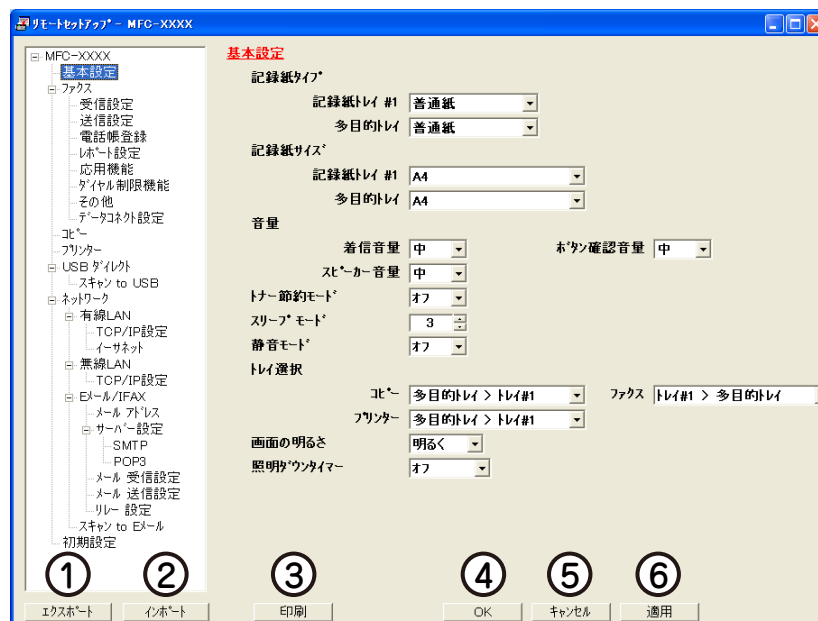 リモートセットアップ - MFC-XXXX
MFC-XXXX
基本設定
ファクス
受信設定
送信設定
電話帳登録
レポート設定
応用機能
ダイヤル制限機能
その他
データコネクト設定
コピー
プリンター
USB ダイレクト
スキャン to USB
ネットワーク
有線LAN
TCP/IP設定
イーサネット
無線LAN
TCP/IP設定
Eメール/IFAX
メール アドレス
サーバー設定
SMTP
POP3
メール 受信設定
メール 送信設定
リレー 設定
スキャン to Eメール
初期設定
基本設定
記録紙タイプ
記録紙トレイ #1 普通紙
多目的トレイ 普通紙
記録紙サイズ
記録紙トレイ #1 A4
多目的トレイ A4
音量
着信音量 中 ボタン確認音量 中
スピーカー音量 中
トナー節約モード オフ
スリープモード 3
静音モード オフ
トレイ選択
コピー 多目的トレイ > トレイ#1 ファクス トレイ#1 > 多目的トレイ
プリンター 多目的トレイ > トレイ#1
画面の明るさ 明るく
照明ダウンタイマー オフ
① ② ③ ④ ⑤ ⑥
エクスポート インポート 印刷 OK キャンセル 適用